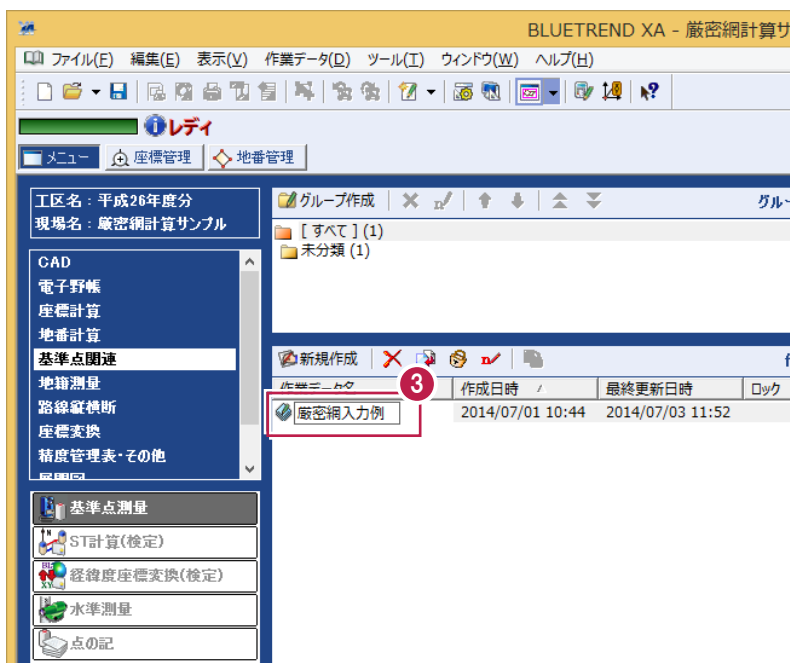 BLUETREND XA - 厳密網計算サ
ファイル(F) 編集(E) 表示(V) 作業データ(D) ツール(T) ウィンドウ(W) ヘルプ(H)
レディ
メニュー 座標管理 地番管理
工区名：平成26年度分
現場名：厳密網計算サンプル
CAD
電子野帳
座標計算
地番計算
基準点関連
地籍測量
路線縦横断
座標変換
精度管理表・その他
基準点測量
ST計算(検定)
経緯度座標変換(検定)
水準測量
点の記
グループ作成 グルー
[ すべて ] (1)
未分類 (1)
新規作成
作業データ名 作成日時 最終更新日時 ロック
3
厳密網入力例 2014/07/01 10:44 2014/07/03 11:52